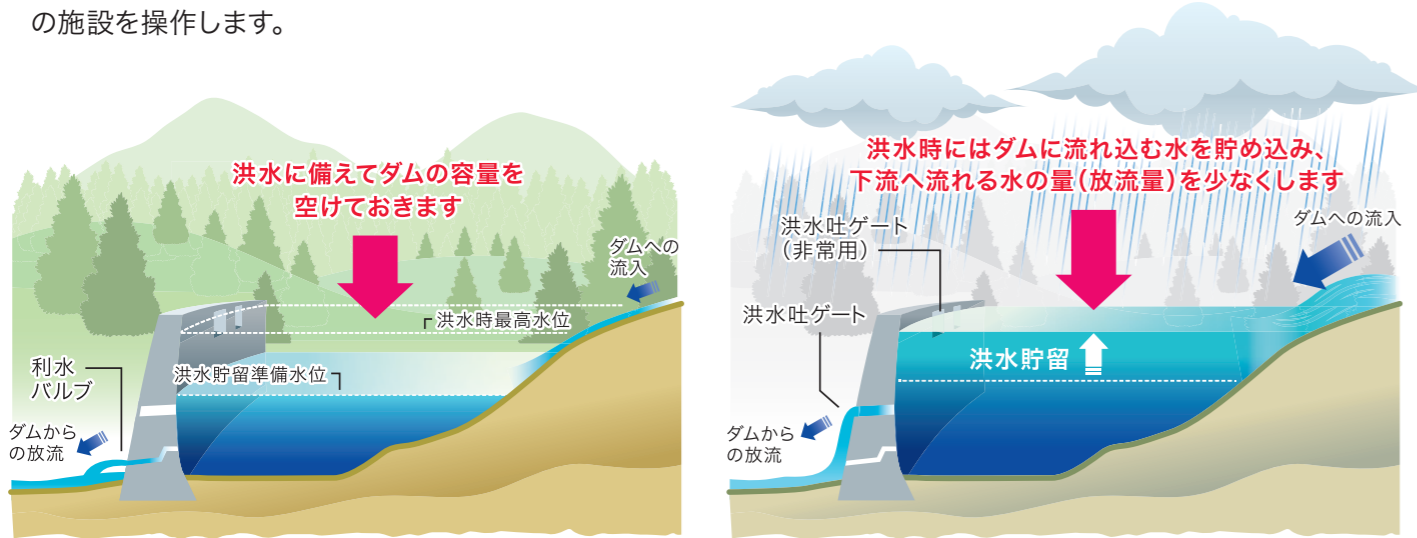 の施設を操作します。
洪水に備えてダムの容量を
空けておきます
ダムへの
流入
洪水時最高水位
利水
バルブ
洪水貯留準備水位
ダムから
の放流
洪水時にはダムに流れ込む水を貯め込み、
下流へ流れる水の量(放流量)を少なくします
洪水吐ゲート
(非常用)
ダムへの流入
洪水吐ゲート
洪水貯留
ダムから
の放流